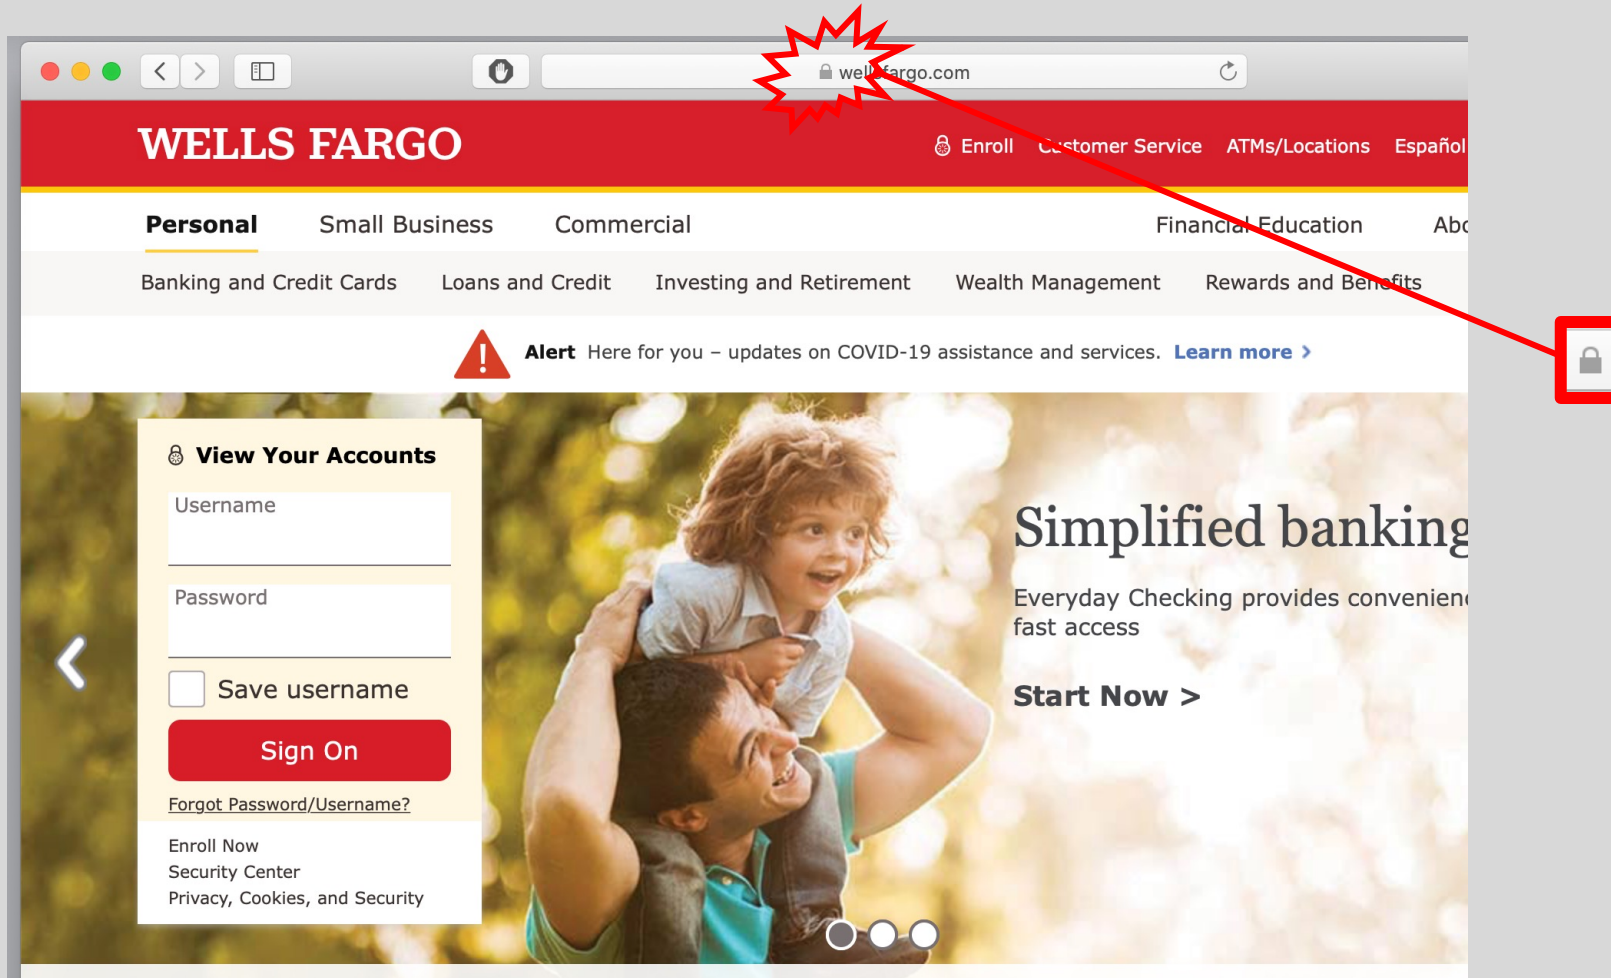 wellsfargo.com
WELLS FARGO
Enroll Customer Service ATMs/Locations Español
Personal Small Business Commercial Financial Education
Banking and Credit Cards Loans and Credit Investing and Retirement Wealth Management Rewards and Benefits
Alert Here for you – updates on COVID-19 assistance and services. Learn more >
View Your Accounts
Username
Password
Save username
Sign On
Forgot Password/Username?
Enroll Now
Security Center
Privacy, Cookies, and Security
Simplified banking
Everyday Checking provides
fast access
Start Now >